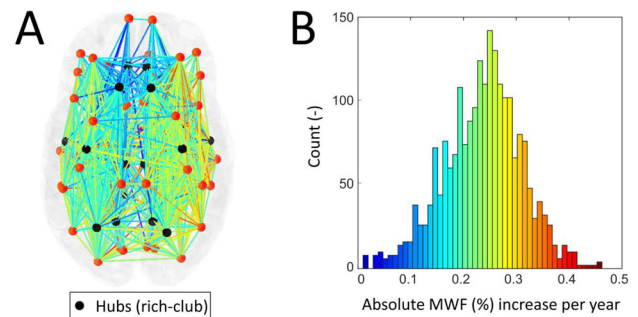 A
Hubs (rich-club)
B
Count (-)
150
100
50
0
0
0.1
0.2
0.3
0.4
0.5
Absolute MWF (%) increase per year